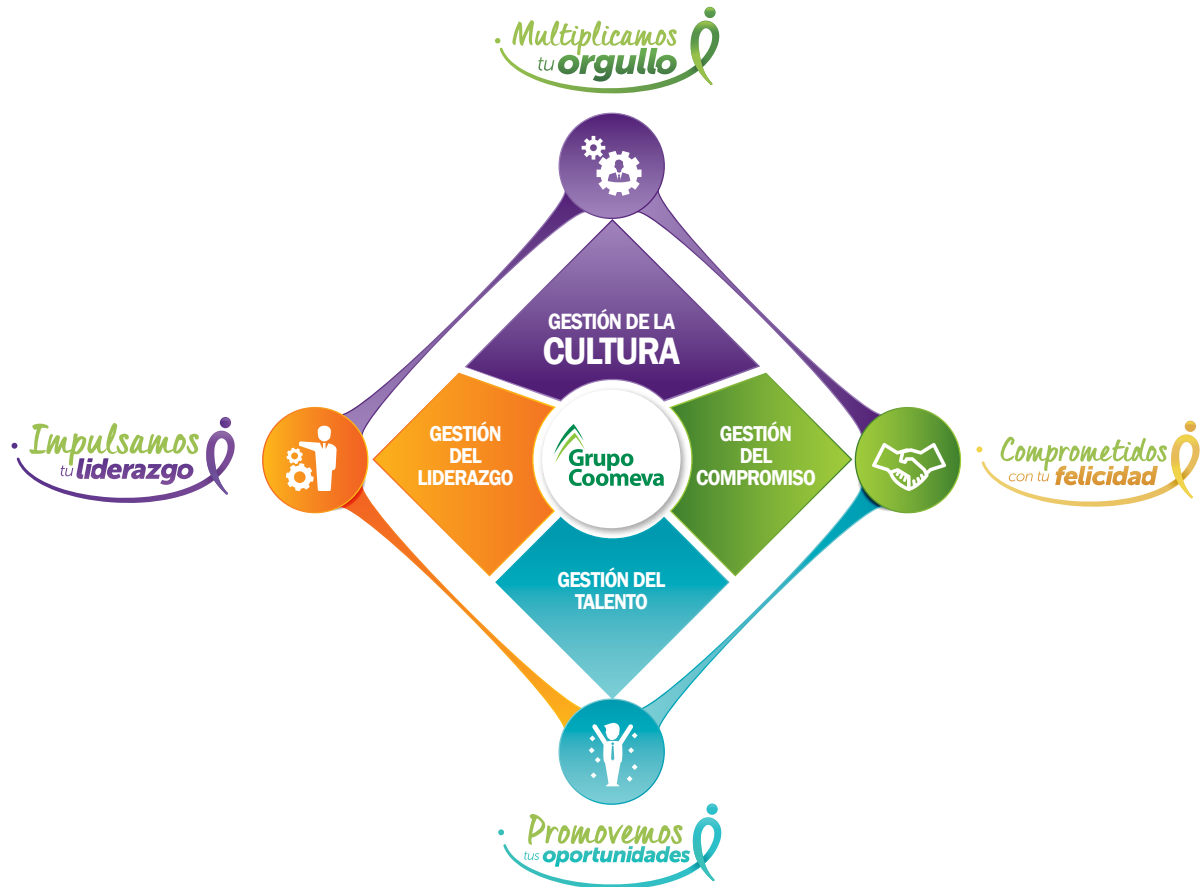 Multiplicamos
tu orgullo
GESTIÓN DE LA
CULTURA
Impulsamos
tu liderazgo
GESTIÓN
DEL
LIDERAZGO
Grupo
Coomeva
GESTIÓN
DEL
COMPROMISO
Comprometidos
con tu felicidad
GESTIÓN DEL
TALENTO
Promovemos
tus oportunidades